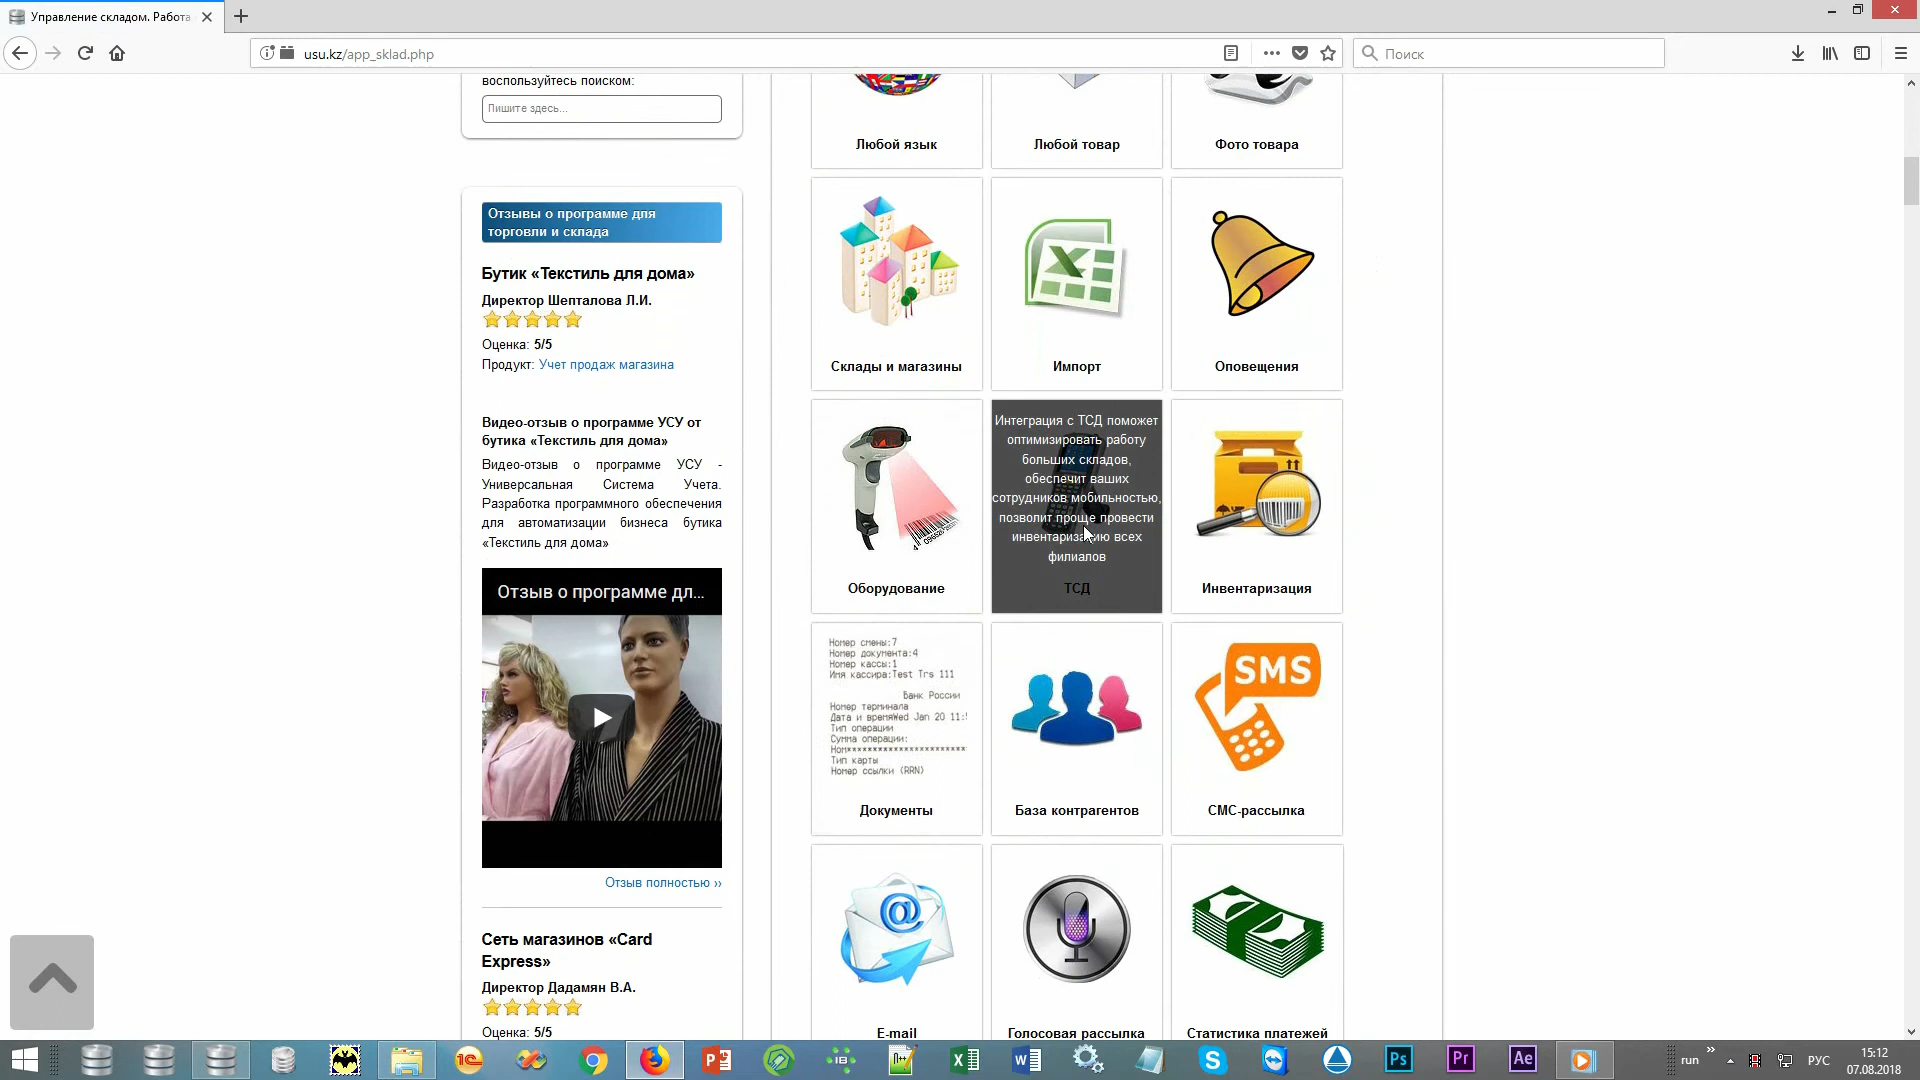 Управление складом. Работа
usu.kz/app_sklad.php
Поиск
воспользуйтесь поиском:
Пишите здесь...
Отзывы о программе для
торговли и склада
Бутик «Текстиль для дома»
Директор Шепталова Л.И.
Оценка: 5/5
Продукт: Учет продаж магазина
Видео-отзыв о программе УСУ от
бутика «Текстиль для дома»
Видео-отзыв о программе УСУ -
Универсальная Система Учета.
Разработка программного обеспечения
для автоматизации бизнеса бутика
«Текстиль для дома»
Отзыв о программе дл...
Отзыв полностью ››
Сеть магазинов «Card
Express»
Директор Дадамян В.А.
Оценка: 5/5
Любой язык
Любой товар
Фото товара
Склады и магазины
Импорт
Оповещения
Оборудование
Интеграция с ТСД поможет
оптимизировать работу
больших складов,
обеспечит ваших
сотрудников мобильностью,
позволит проще провести
инвентаризацию всех
филиалов
ТСД
Инвентаризация
Номер смены:7
Номер документа:4
Номер кассы:1
Имя кассира:Test Trs 111
Банк России
Номер терминала
Дата и времяWed Jan 20 11:5
Тип операции
Сумма операции:
Ном***********************
Тип карты
Номер ссылки (RRN)
Документы
База контрагентов
SMS
СМС-рассылка
@
E-mail
Голосовая рассылка
Статистика платежей
run
РУС
15:12
07.08.2018